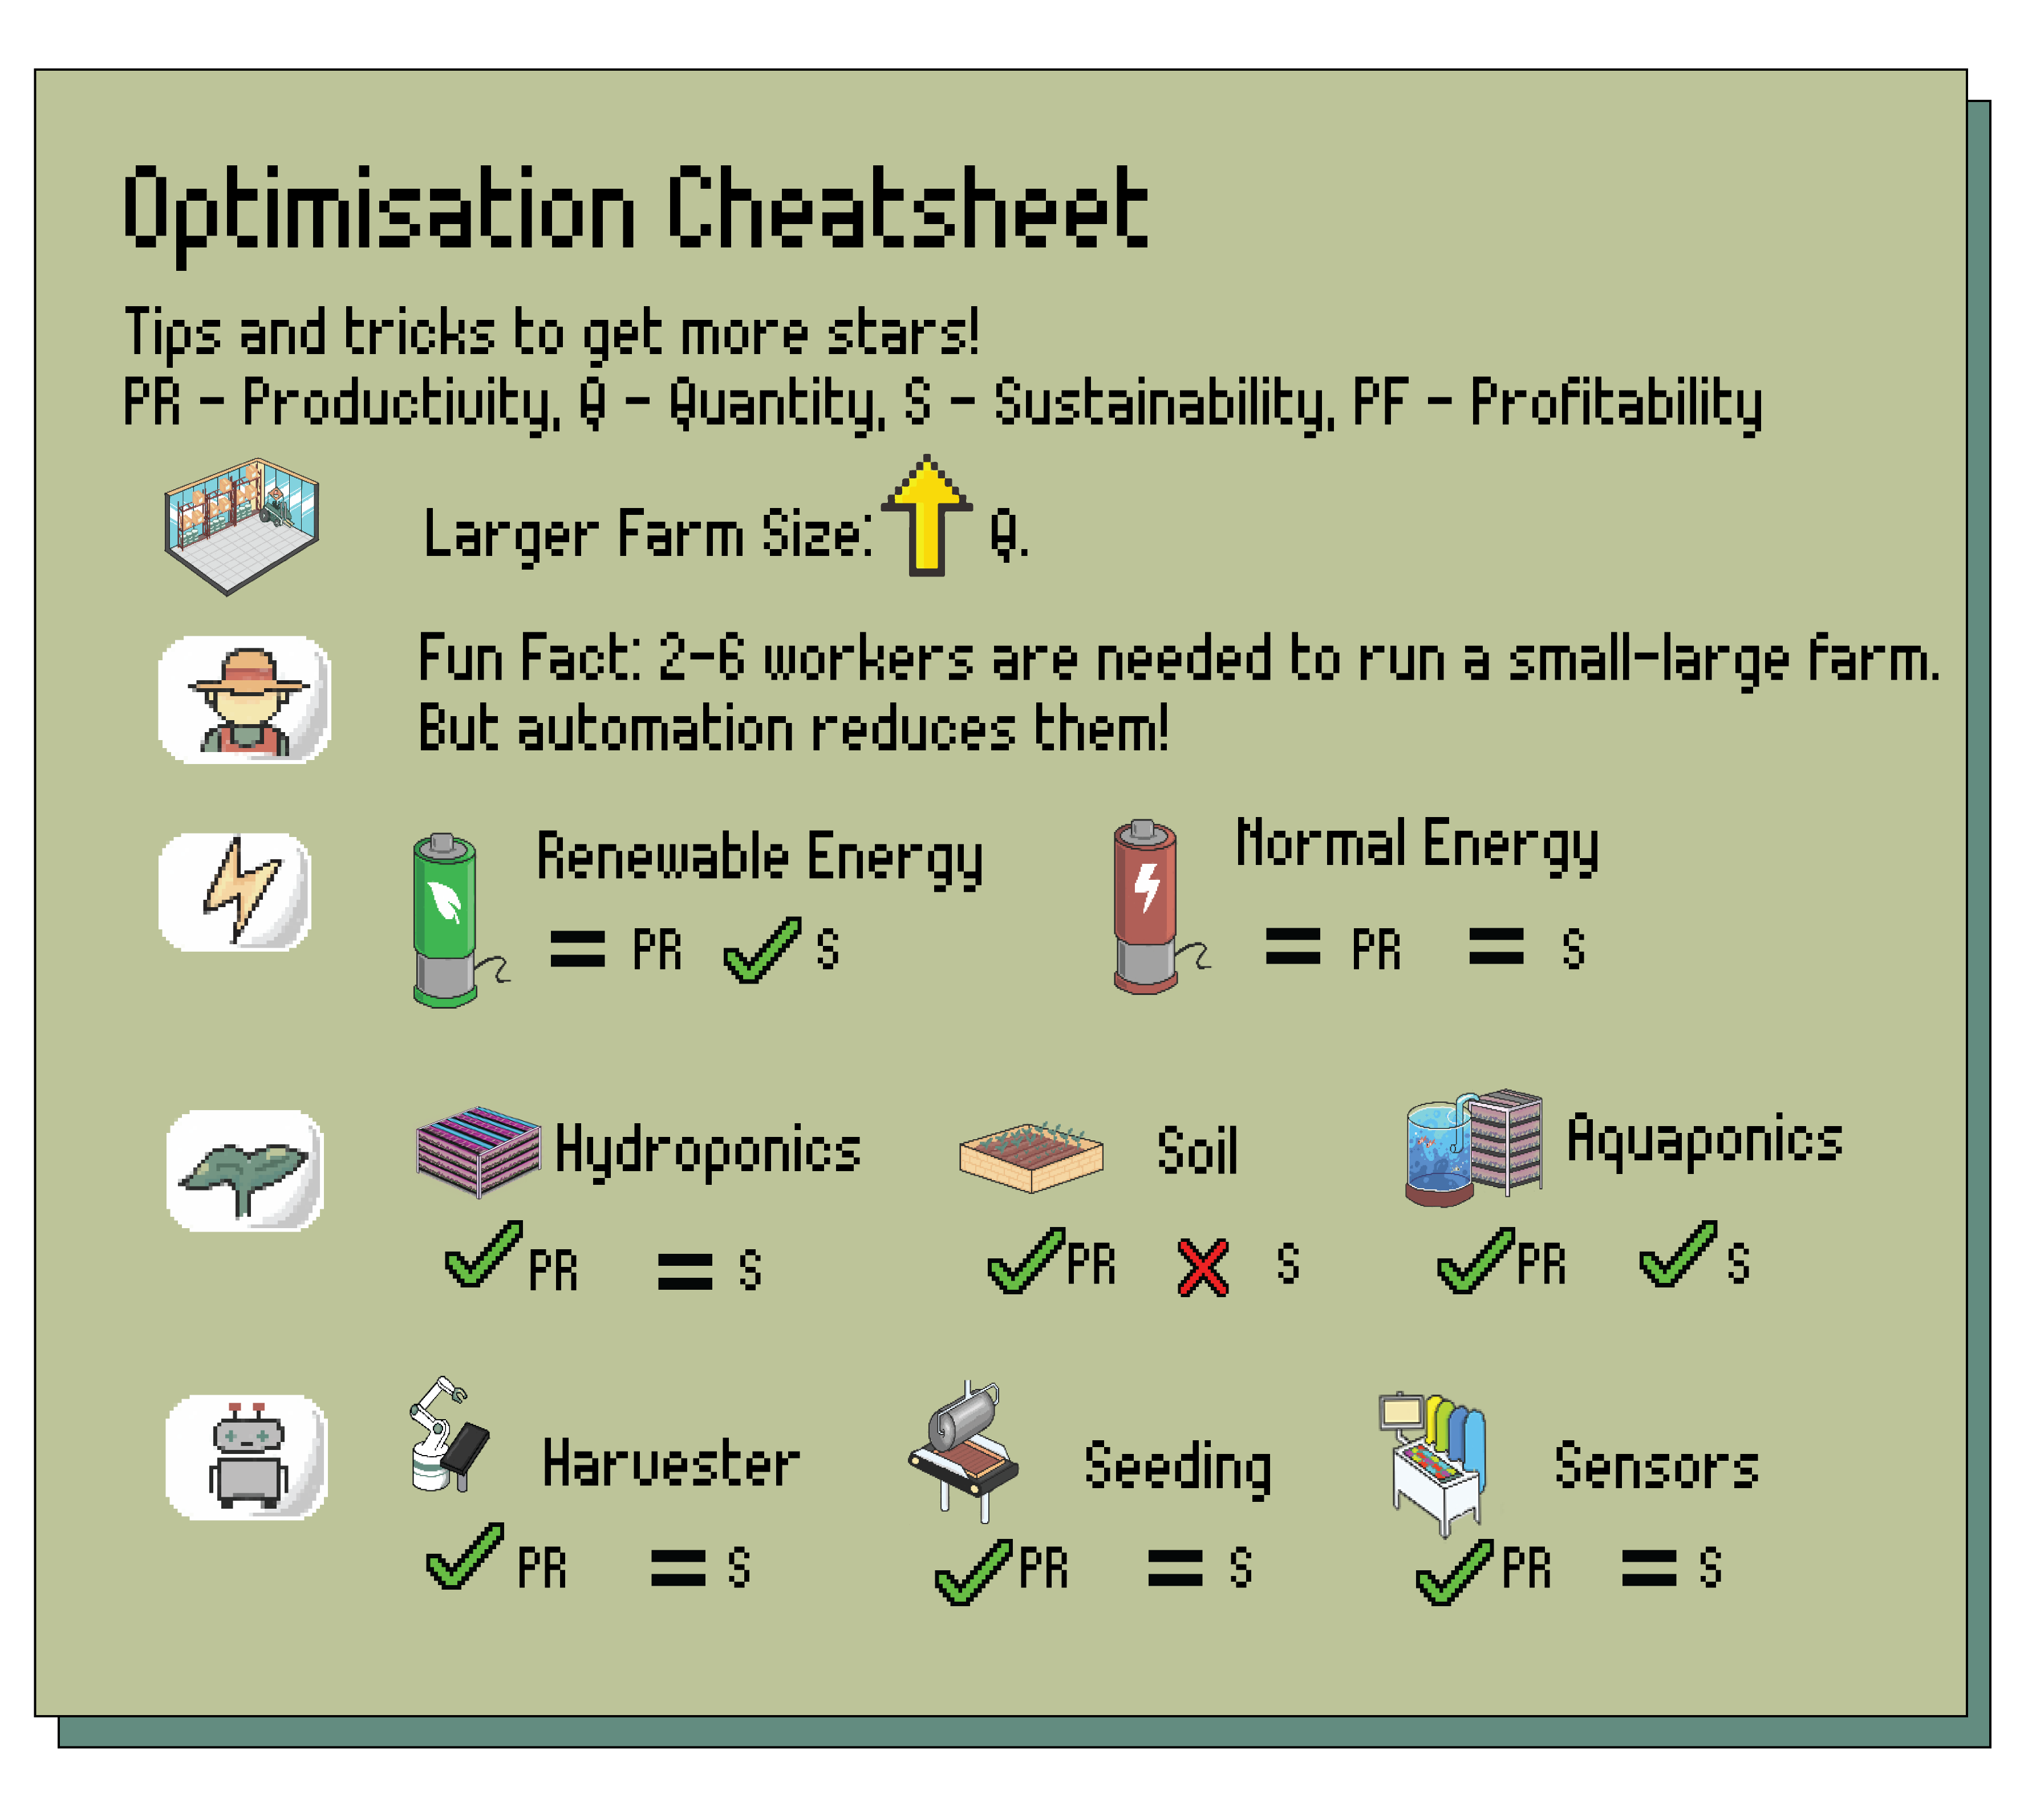 Optimisation Cheatsheet
Tips and tricks to get more stars!
PR - Productivity, Q - Quantity, S - Sustainability, PF - Profitability
Larger Farm Size: Q.
Fun Fact: 2-6 workers are needed to run a small-large farm.
But automation reduces them!
Renewable Energy Normal Energy
= PR S = PR = S
Hydroponics Soil Aquaponics
PR = S PR S PR S
Harvester Seeding Sensors
PR = S PR = S PR = S